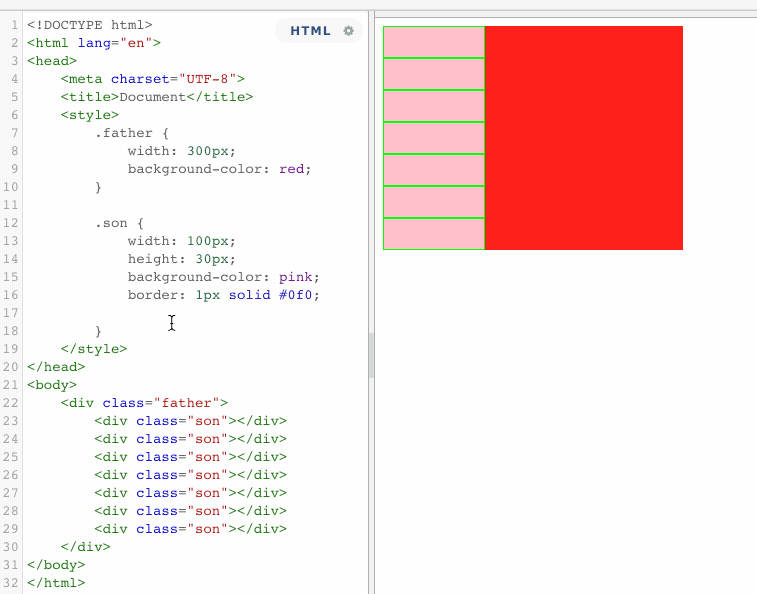 HTML
1 <!DOCTYPE html>
2 <html lang="en">
3 <head>
4     <meta charset="UTF-8">
5     <title>Document</title>
6     <style>
7         .father {
8             width: 300px;
9             background-color: red;
10         }
11
12         .son {
13             width: 100px;
14             height: 30px;
15             background-color: pink;
16             border: 1px solid #0f0;
17
18         }
19     </style>
20 </head>
21 <body>
22     <div class="father">
23         <div class="son"></div>
24         <div class="son"></div>
25         <div class="son"></div>
26         <div class="son"></div>
27         <div class="son"></div>
28         <div class="son"></div>
29         <div class="son"></div>
30     </div>
31 </body>
32 </html>